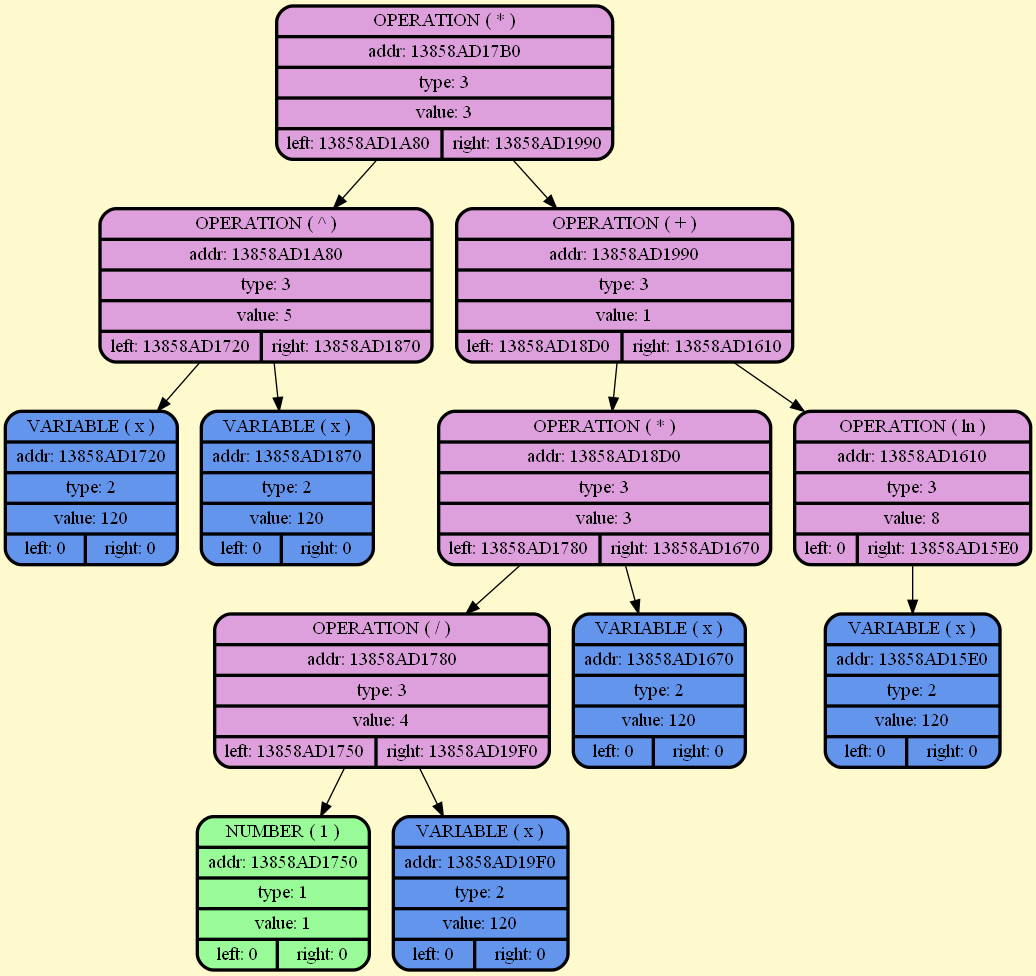 OPERATION ( * )
addr: 13858AD17B0
type: 3
value: 3
left: 13858AD1A80 right: 13858AD1990
OPERATION ( ^ )
addr: 13858AD1A80
type: 3
value: 5
left: 13858AD1720 right: 13858AD1870
OPERATION ( + )
addr: 13858AD1990
type: 3
value: 1
left: 13858AD18D0 right: 13858AD1610
VARIABLE ( x )
addr: 13858AD1720
type: 2
value: 120
left: 0 right: 0
VARIABLE ( x )
addr: 13858AD1870
type: 2
value: 120
left: 0 right: 0
OPERATION ( * )
addr: 13858AD18D0
type: 3
value: 3
left: 13858AD1780 right: 13858AD1670
OPERATION ( ln )
addr: 13858AD1610
type: 3
value: 8
left: 0 right: 13858AD15E0
OPERATION ( / )
addr: 13858AD1780
type: 3
value: 4
left: 13858AD1750 right: 13858AD19F0
VARIABLE ( x )
addr: 13858AD1670
type: 2
value: 120
left: 0 right: 0
VARIABLE ( x )
addr: 13858AD15E0
type: 2
value: 120
left: 0 right: 0
NUMBER ( 1 )
addr: 13858AD1750
type: 1
value: 1
left: 0 right: 0
VARIABLE ( x )
addr: 13858AD19F0
type: 2
value: 120
left: 0 right: 0